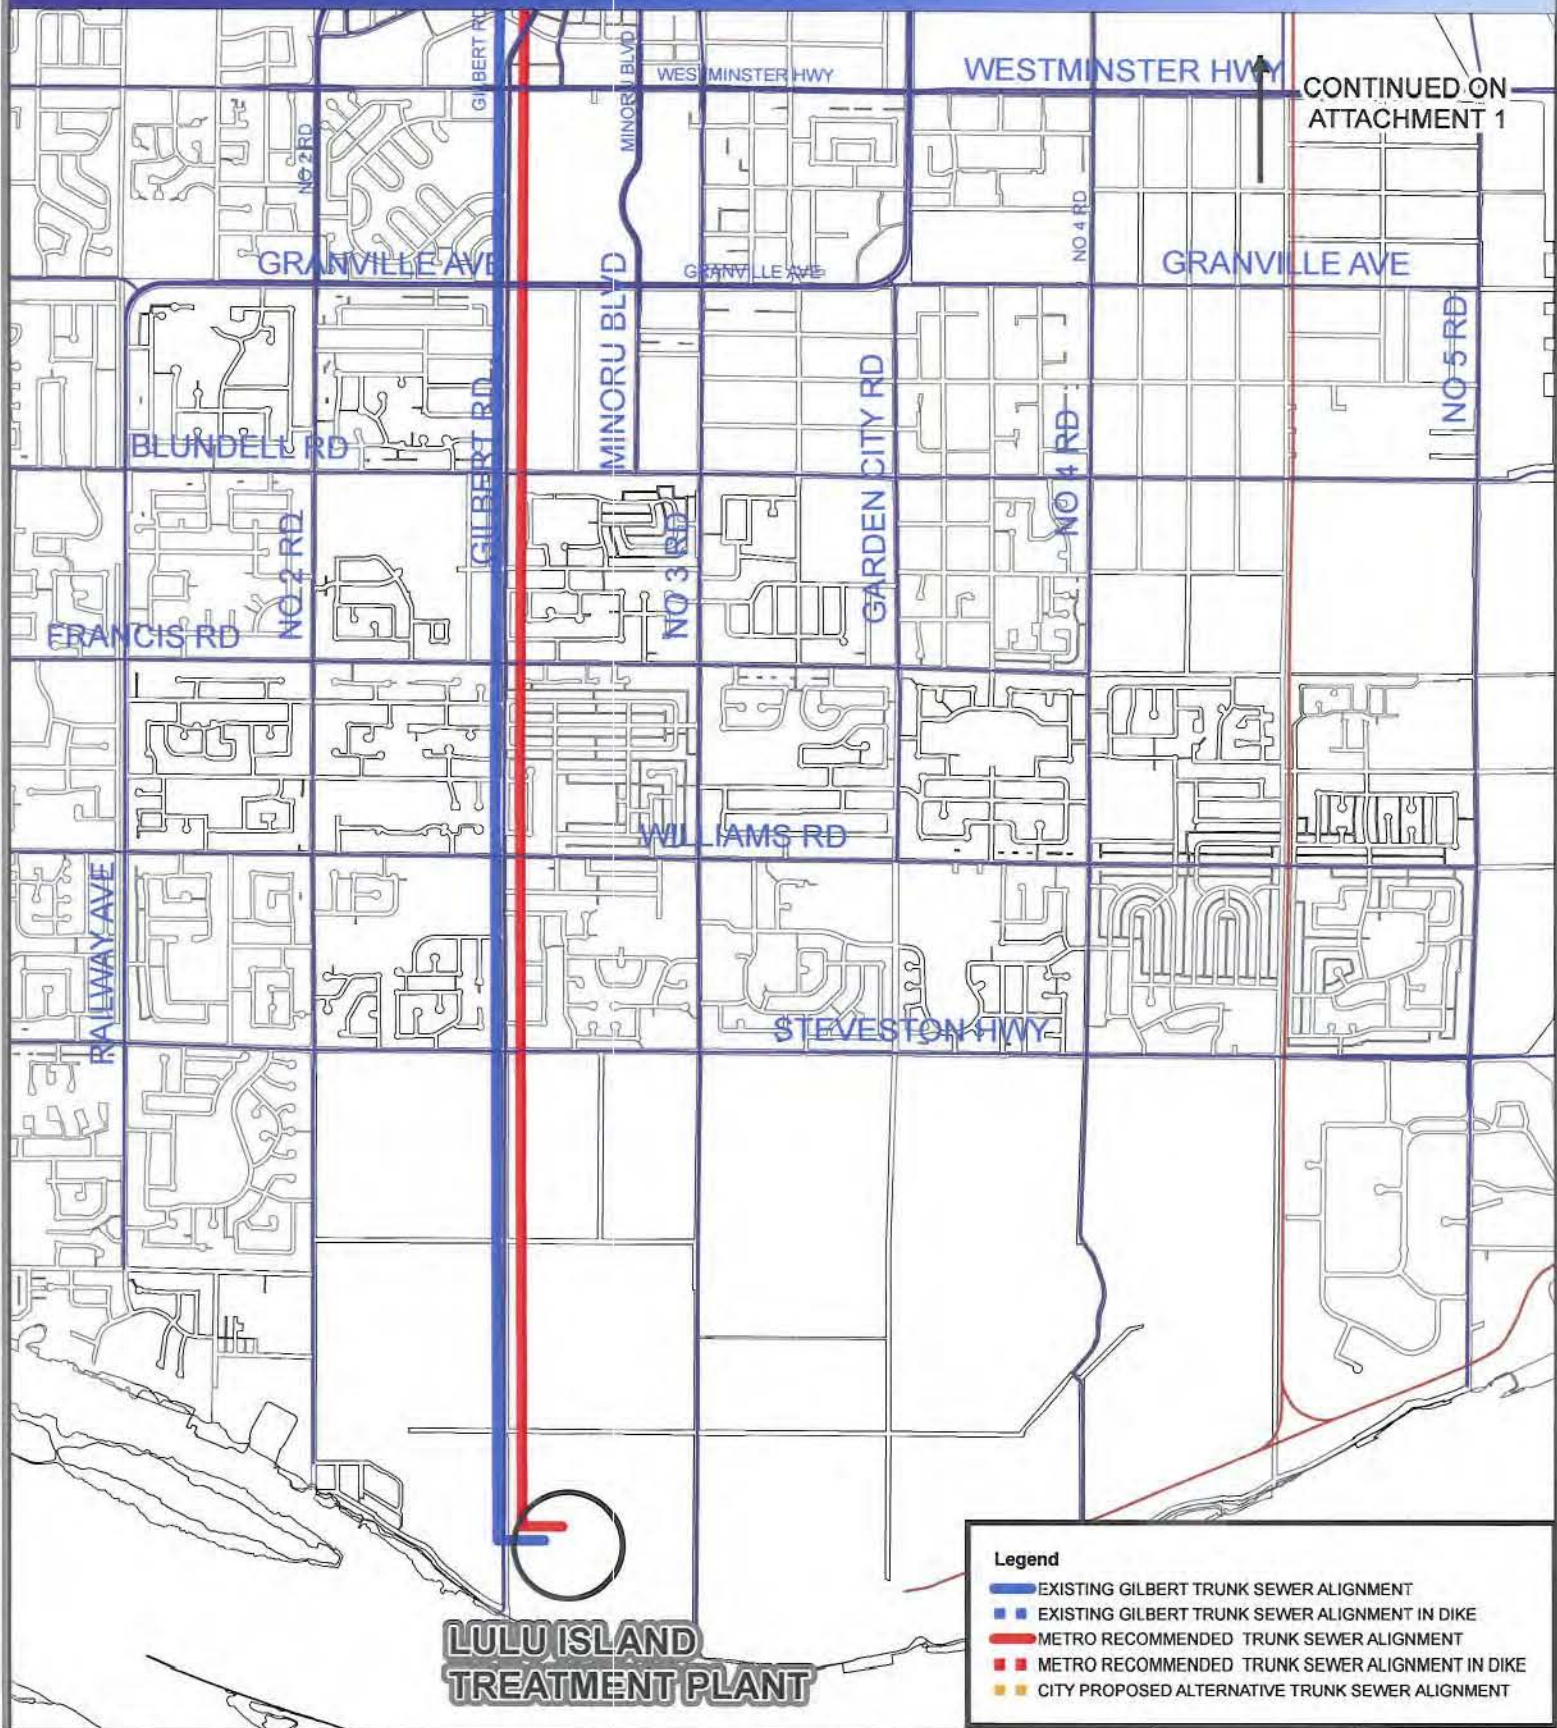 GILBERT RD
MINORU BLVD
WESTMINSTER HWY
WESTMINSTER HWY
CONTINUED ON
ATTACHMENT 1
NO 2 RD
NO 4 RD
GRANVILLE AVE
GRANVILLE AVE
GRANVILLE AVE
MINORU BLVD
NO 5 RD
GILBERT RD
GARDEN CITY RD
NO 4 RD
BLUNDELL RD
NO 2 RD
NO 3 RD
FRANCIS RD
WILLIAMS RD
RAILWAY AVE
STEVESTON HWY
LULU ISLAND
TREATMENT PLANT
Legend
EXISTING GILBERT TRUNK SEWER ALIGNMENT
EXISTING GILBERT TRUNK SEWER ALIGNMENT IN DIKE
METRO RECOMMENDED TRUNK SEWER ALIGNMENT
METRO RECOMMENDED TRUNK SEWER ALIGNMENT IN DIKE
CITY PROPOSED ALTERNATIVE TRUNK SEWER ALIGNMENT